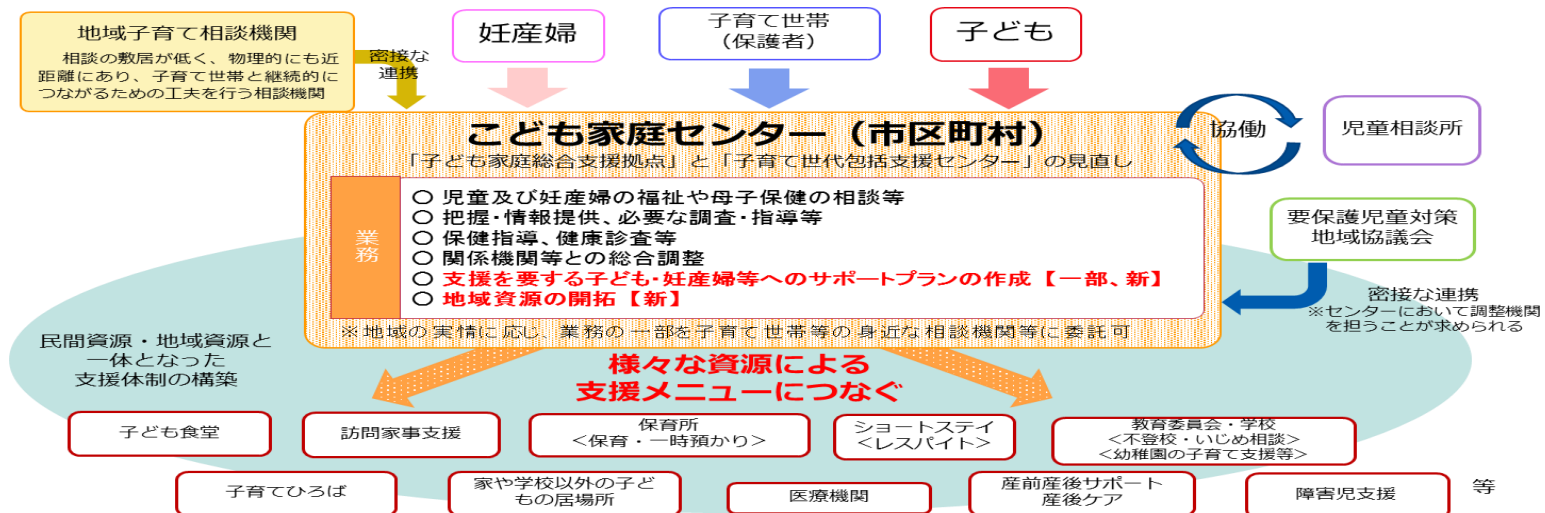 地域子育て相談機関
相談の敷居が低く、物理的にも近
距離にあり、子育て世帯と継続的に
つながるための工夫を行う相談機関
密接な
連携
妊産婦
子育て世帯
(保護者)
子ども
こども家庭センター（市区町村）
「子ども家庭総合支援拠点」と「子育て世代包括支援センター」の見直し
協働
児童相談所
業務
○ 児童及び妊産婦の福祉や母子保健の相談等
○ 把握・情報提供、必要な調査・指導等
○ 保健指導、健康診査等
○ 関係機関等との総合調整
○ 支援を要する子ども・妊産婦等へのサポートプランの作成【一部、新】
○ 地域資源の開拓【新】
※地域の実情に応じ、業務の一部を子育て世帯等の身近な相談機関等に委託可
要保護児童対策
地域協議会
密接な連携
※センターにおいて調整機関
を担うことが求められる
民間資源・地域資源と
一体となった
支援体制の構築
様々な資源による
支援メニューにつなぐ
子ども食堂
訪問家事支援
保育所
<保育・一時預かり>
ショートステイ
<レスパイト>
教育委員会・学校
<不登校・いじめ相談>
<幼稚園の子育て支援等>
子育てひろば
家や学校以外の子ど
もの居場所
医療機関
産前産後サポート
産後ケア
障害児支援
等